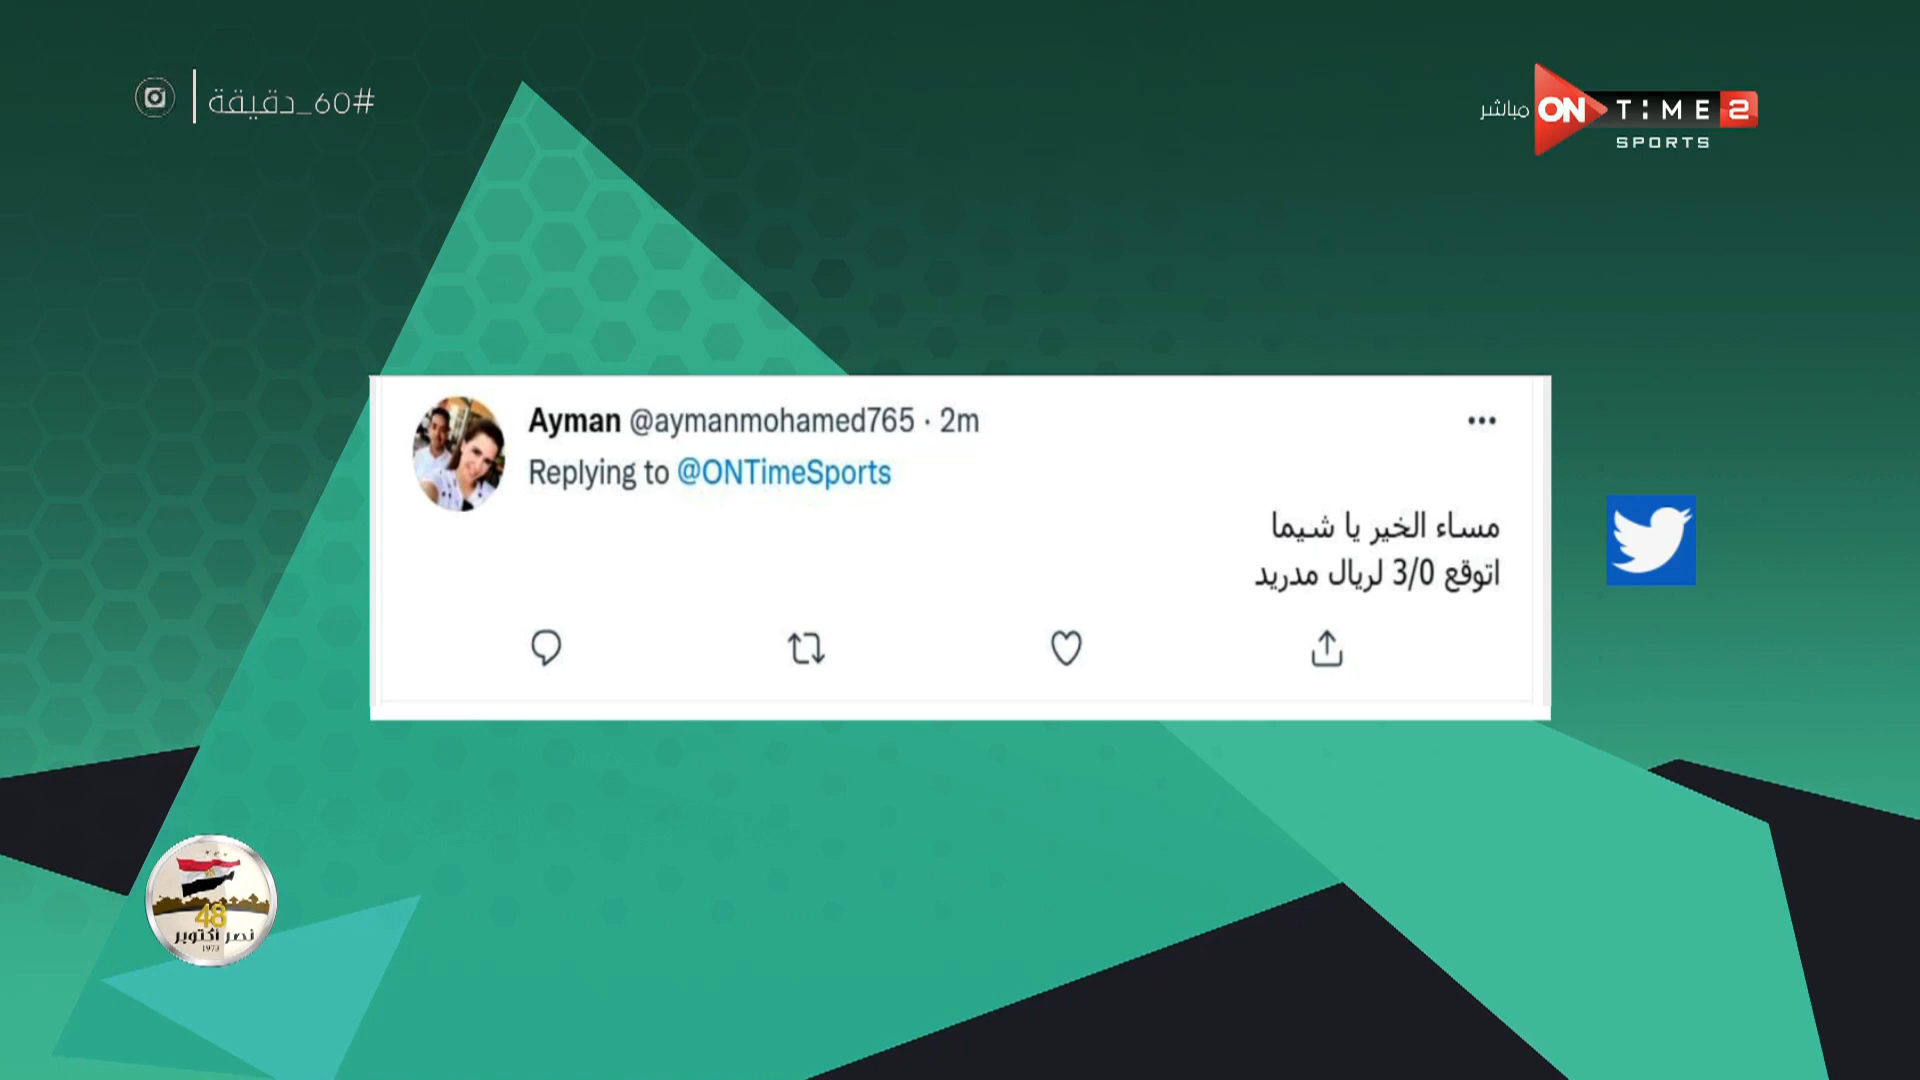 #60_دقيقة
مباشر
ON TIME 2
SPORTS
Ayman @aymanmohamed765 · 2m
Replying to @ONTimeSports
مساء الخير يا شيما
اتوقع 3/0 لريال مدريد
48
نصر أكتوبر
1973